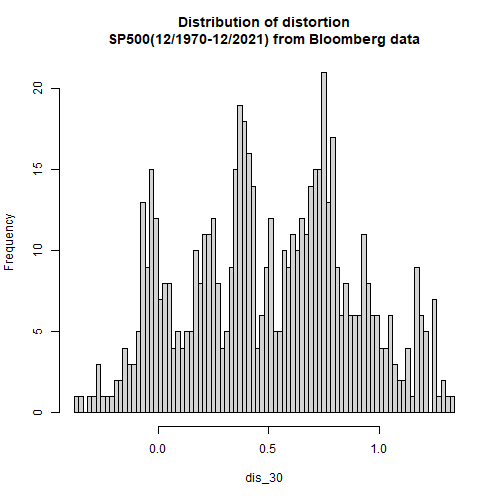 Distribution of distortion
SP500(12/1970-12/2021) from Bloomberg data
Frequency
20
15
10
5
0
0.0 0.5 1.0
dis_30